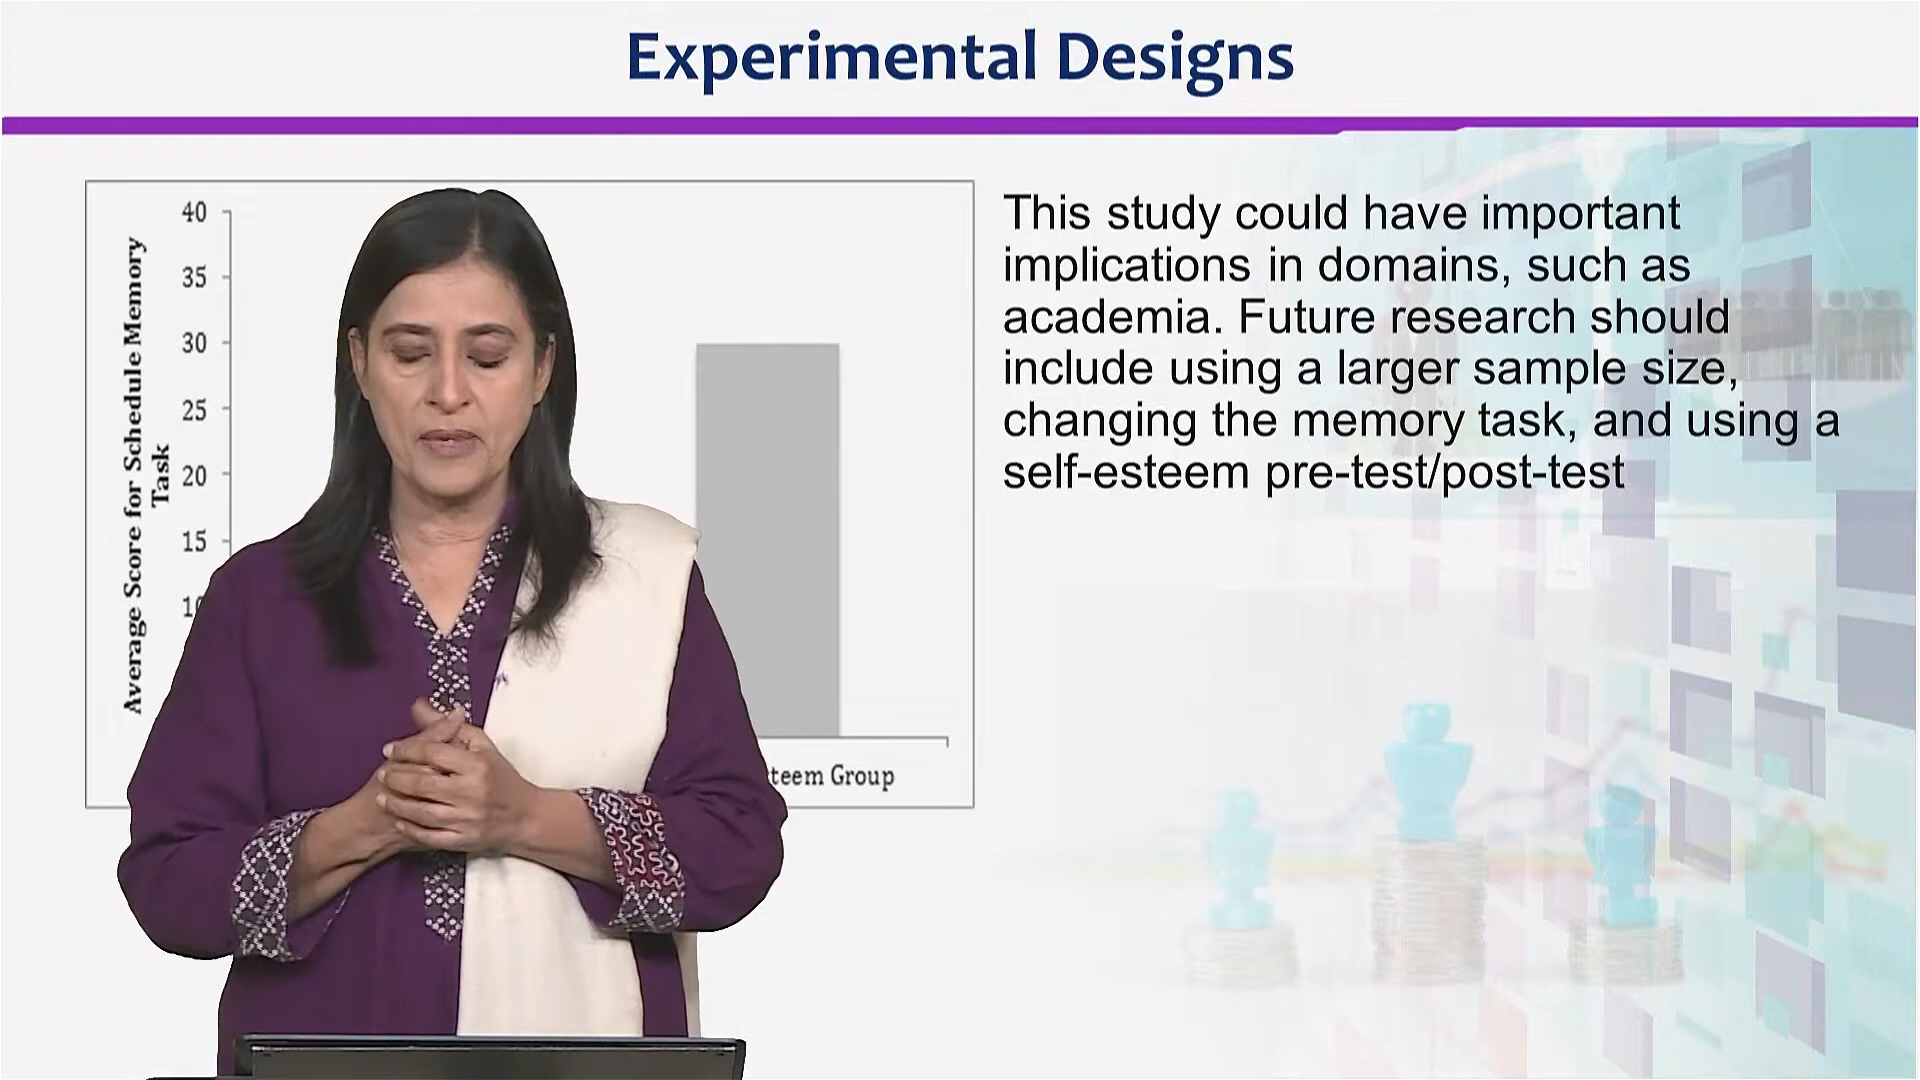 Experimental Designs
Average Score for Schedule Memory
Task
40
35
30
25
20
15
Group
This study could have important
implications in domains, such as
academia. Future research should
include using a larger sample size,
changing the memory task, and using a
self-esteem pre-test/post-test